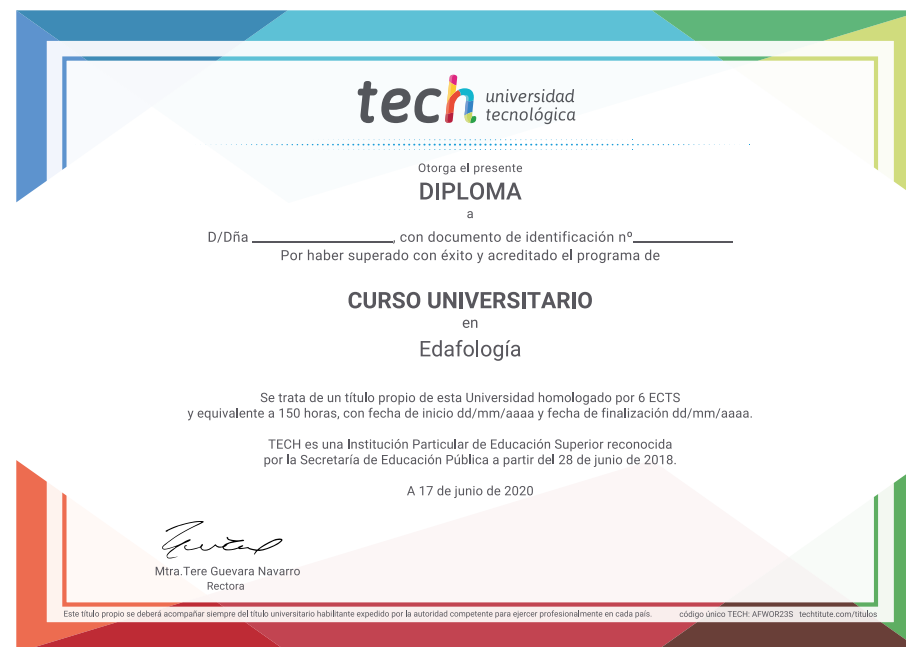 tech universidad
tecnológica
Otorga el presente
DIPLOMA
a
D/Dña ____________________, con documento de identificación nº______________
Por haber superado con éxito y acreditado el programa de
CURSO UNIVERSITARIO
en
Edafología
Se trata de un título propio de esta Universidad homologado por 6 ECTS
y equivalente a 150 horas, con fecha de inicio dd/mm/aaaa y fecha de finalización dd/mm/aaaa.
TECH es una Institución Particular de Educación Superior reconocida
por la Secretaría de Educación Pública a partir del 28 de junio de 2018.
A 17 de junio de 2020
Mtra.Tere Guevara Navarro
Rectora
Este título propio se deberá acompañar siempre del título universitario habilitante expedido por la autoridad competente para ejercer profesionalmente en cada país. código único TECH: AFWOR23S techtitute.com/títulos